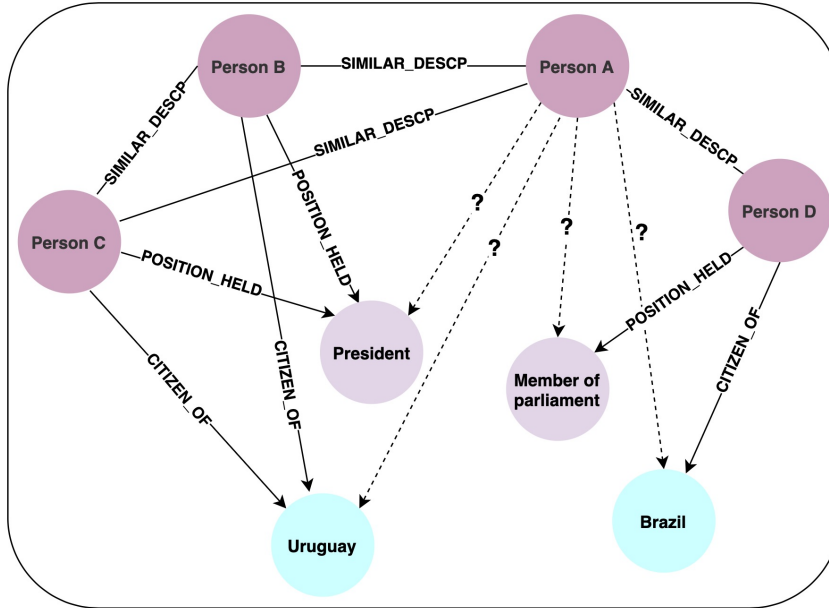 Person B
SIMILAR_DESCP
Person A
SIMILAR_DESCP
SIMILAR_DESCP
SIMILAR_DESCP
Person C
Person D
POSITION_HELD
POSITION_HELD
?
?
?
?
POSITION_HELD
President
Member of
parliament
CITIZEN_OF
CITIZEN_OF
CITIZEN_OF
Uruguay
Brazil